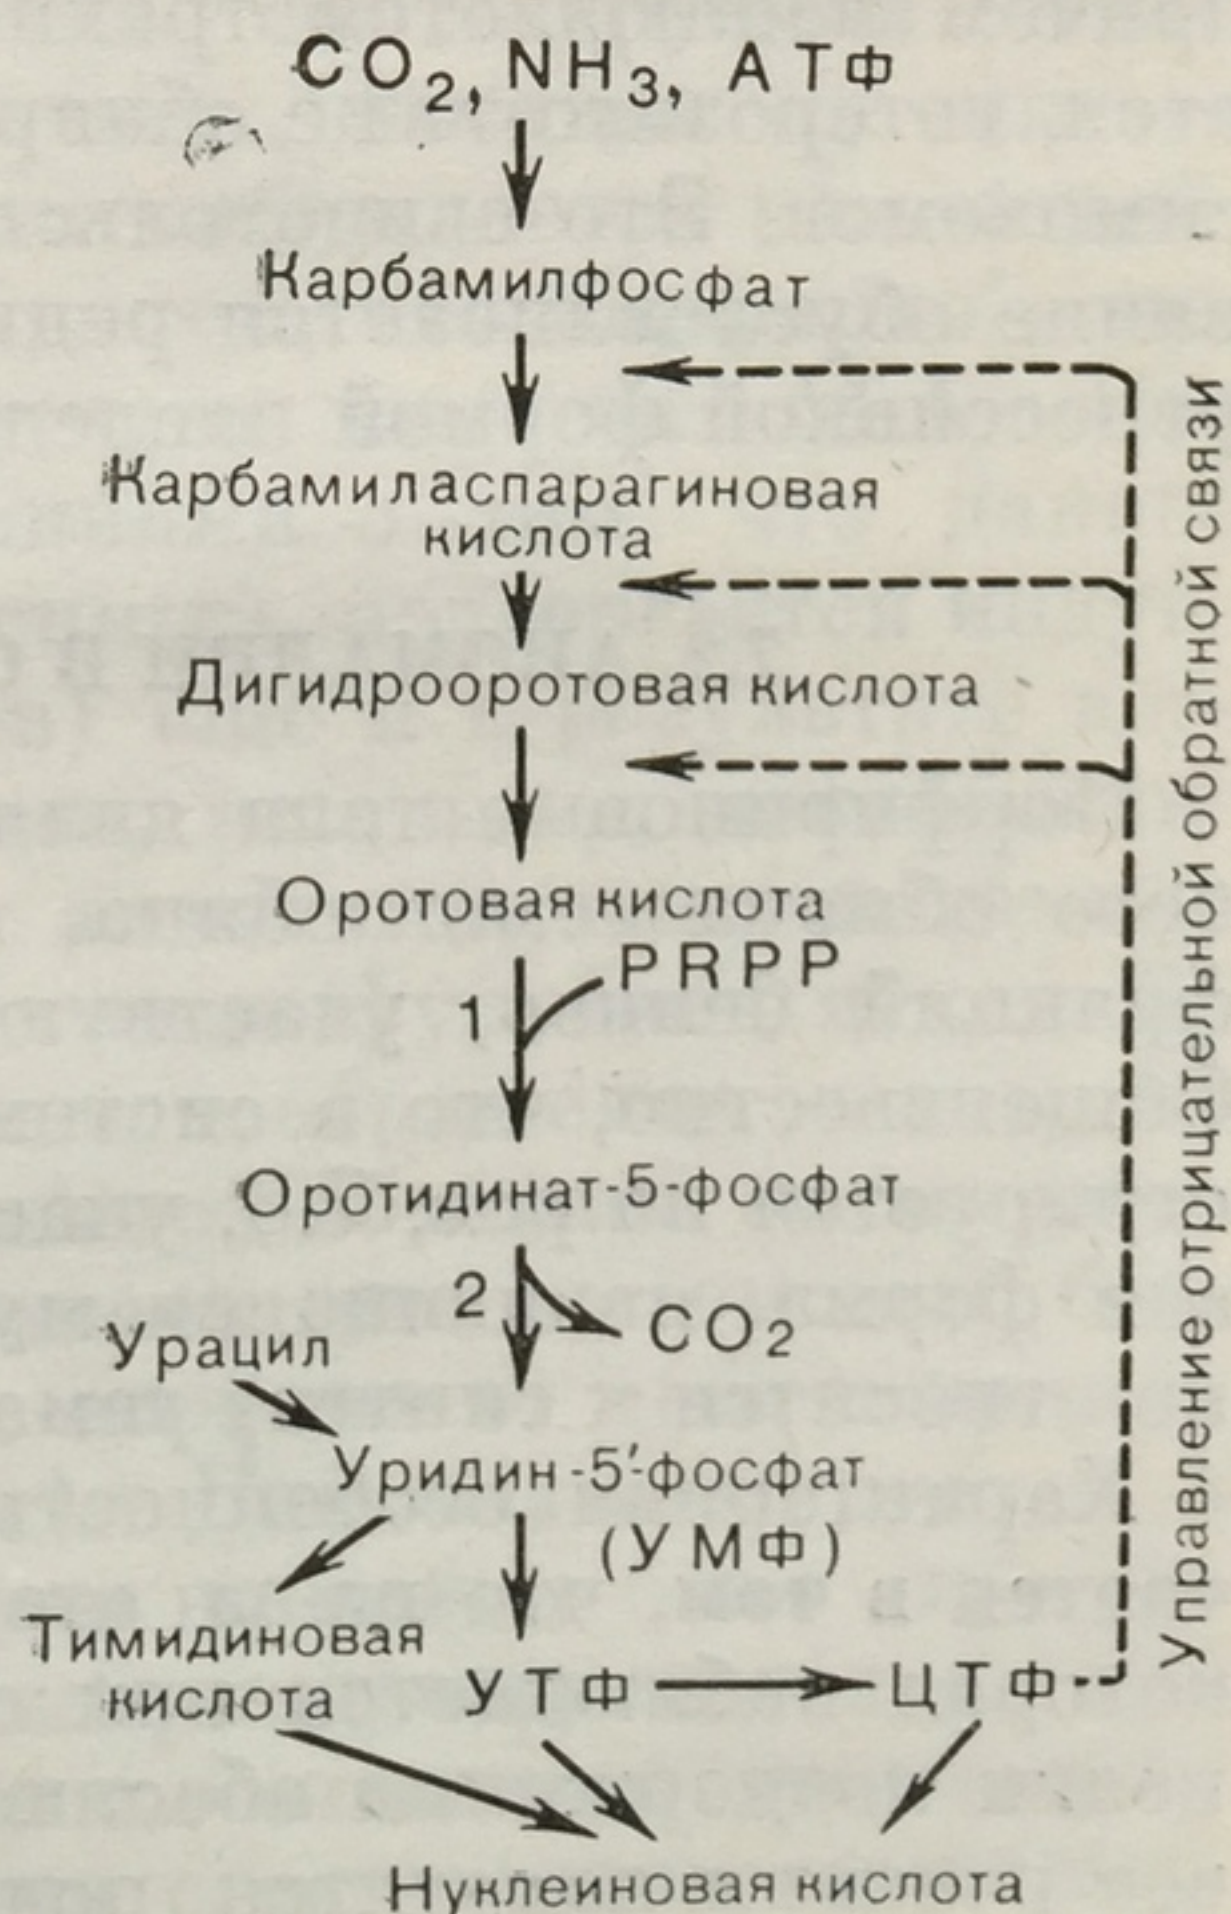 CO₂, NH₃, АТФ
Карбамилфосфат
Карбамиласпарагиновая
кислота
Дигидрооротовая кислота
Оротовая кислота
PRPP
1
Оротидинат-5-фосфат
2
CO₂
Урацил
Уридин-5′-фосфат
(УМФ)
Тимидиновая
кислота
УТФ
ЦТФ
Нуклеиновая кислота
Управление отрицательной обратной связи